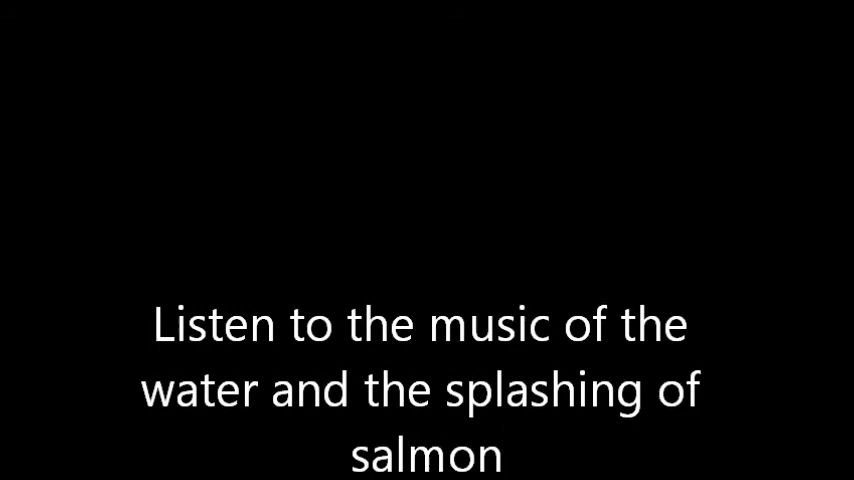 Listen to the music of the
water and the splashing of
salmon